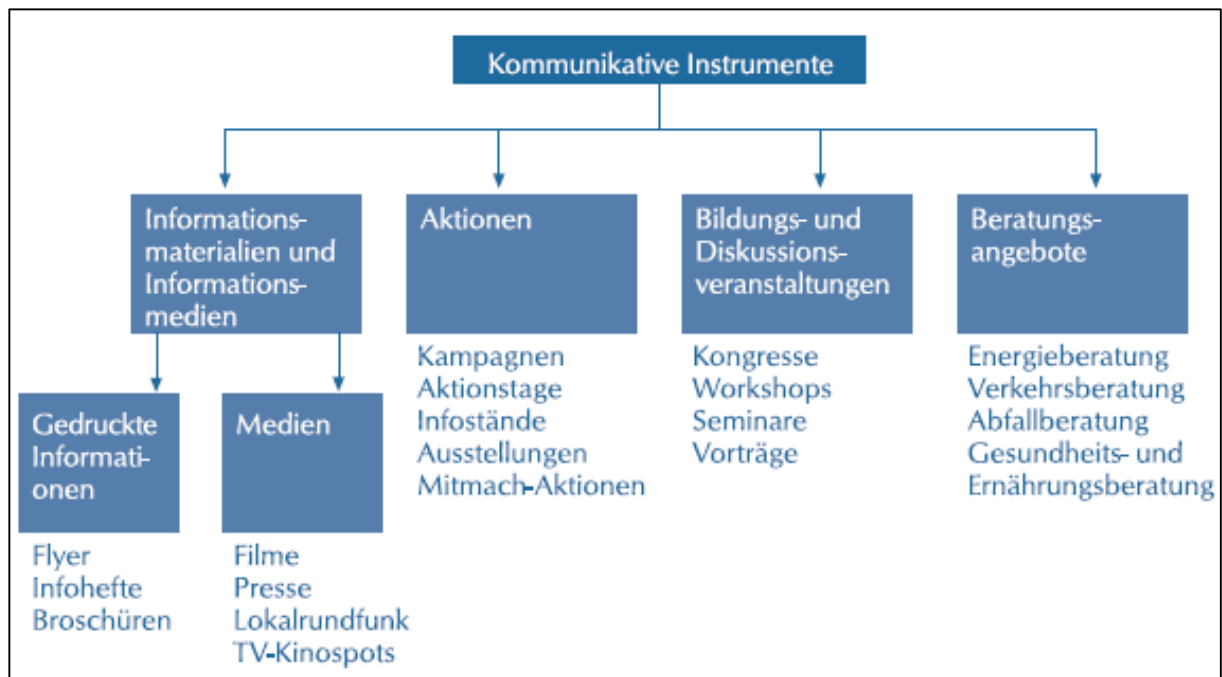 Kommunikative Instrumente
Informations-
materialien und
Informations-
medien
Gedruckte
Informati-
onen
Flyer
Infohefte
Broschüren
Medien
Filme
Presse
Lokalrundfunk
TV-Kinospots
Aktionen
Kampagnen
Aktionstage
Infostände
Ausstellungen
Mitmach-Aktionen
Bildungs- und
Diskussions-
veranstaltungen
Kongresse
Workshops
Seminare
Vorträge
Beratungs-
angebote
Energieberatung
Verkehrsberatung
Abfallberatung
Gesundheits- und
Ernährungsberatung